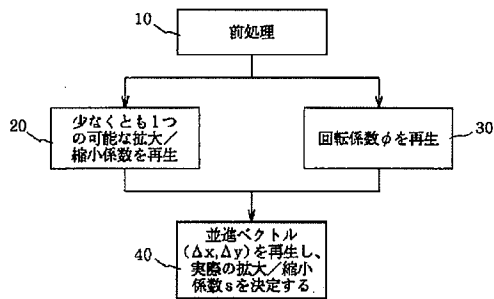 10
前処理
20
少なくとも1つ
の可能な拡大/
縮小係数を再生
回転係数φを再生
30
並進ベクトル
(Δx,Δy)を再生し、
実際の拡大/縮小
係数sを決定する
40